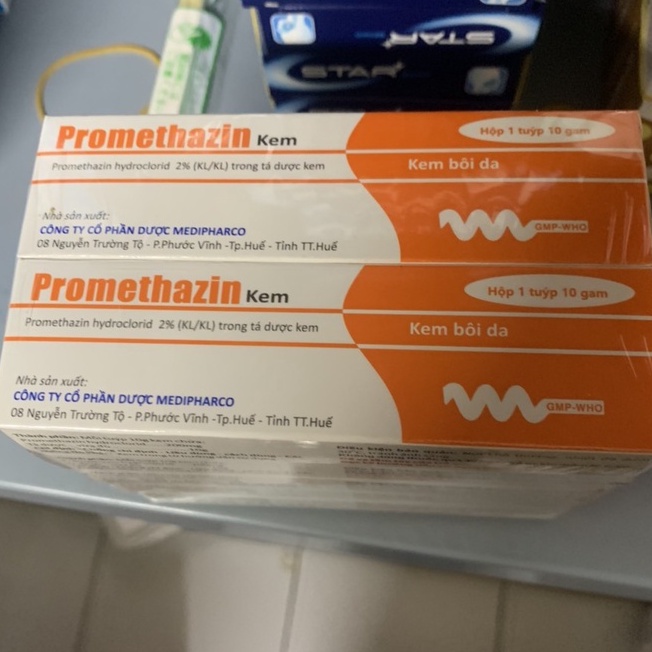 STAR
STAR
Promethazin Kem
Hộp 1 tuýp 10 gam
Promethazin hydroclorid 2% (KL/KL) trong tá dược kem
Kem bôi da
Nhà sản xuất:
CÔNG TY CỔ PHẦN DƯỢC MEDIPHARCO
08 Nguyễn Trường Tộ - P.Phước Vĩnh -Tp.Huế - Tỉnh TT.Huế
GMP-WHO
Promethazin Kem
Hộp 1 tuýp 10 gam
Promethazin hydroclorid 2% (KL/KL) trong tá dược kem
Kem bôi da
Nhà sản xuất:
CÔNG TY CỔ PHẦN DƯỢC MEDIPHARCO
08 Nguyễn Trường Tộ - P.Phước Vĩnh -Tp.Huế - Tỉnh TT.Huế
GMP-WHO